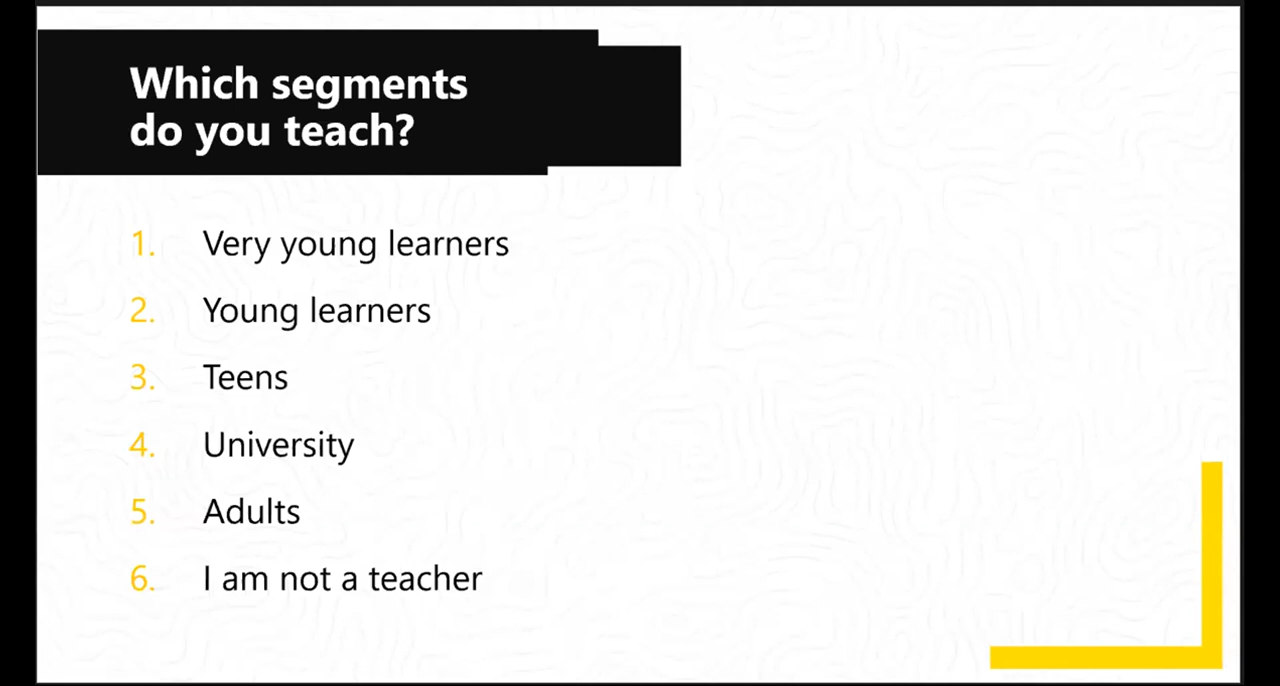 Which segments
do you teach?
1. Very young learners
2. Young learners
3. Teens
4. University
5. Adults
6. I am not a teacher